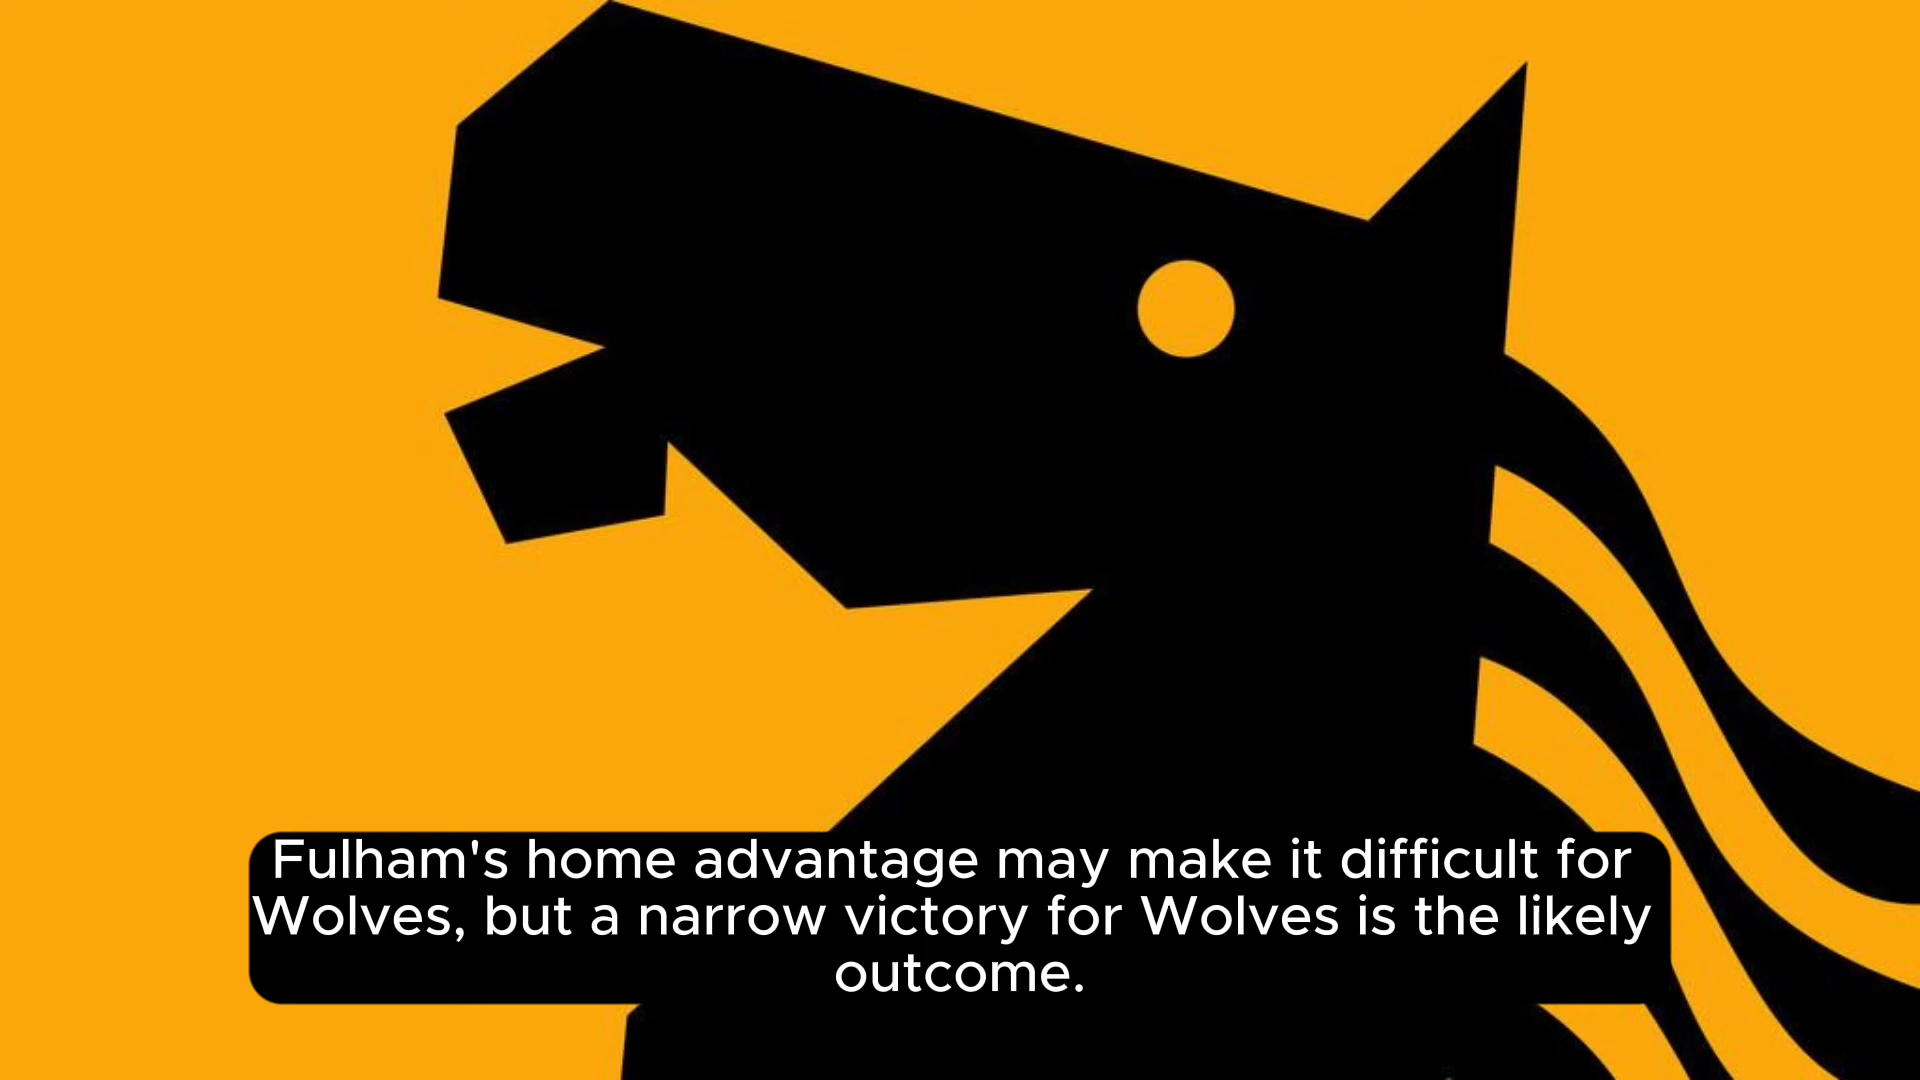 Fulham's home advantage may make it difficult for
Wolves, but a narrow victory for Wolves is the likely
outcome.